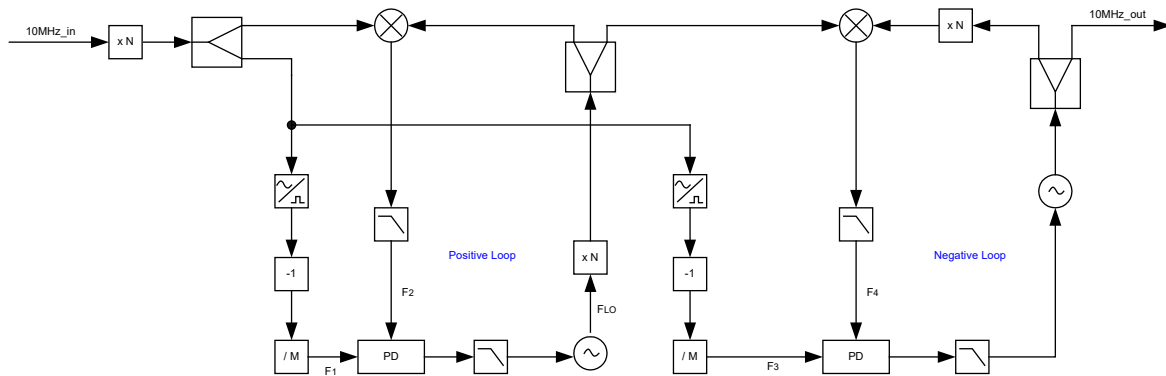 10MHz_in
x N
x N
10MHz_out
Positive Loop
Negative Loop
-1
x N
-1
F2
F4
FLO
/ M
PD
/ M
PD
F1
F3